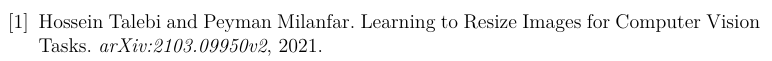 [1] Hossein Talebi and Peyman Milanfar. Learning to Resize Images for Computer Vision
Tasks. arXiv:2103.09950v2, 2021.